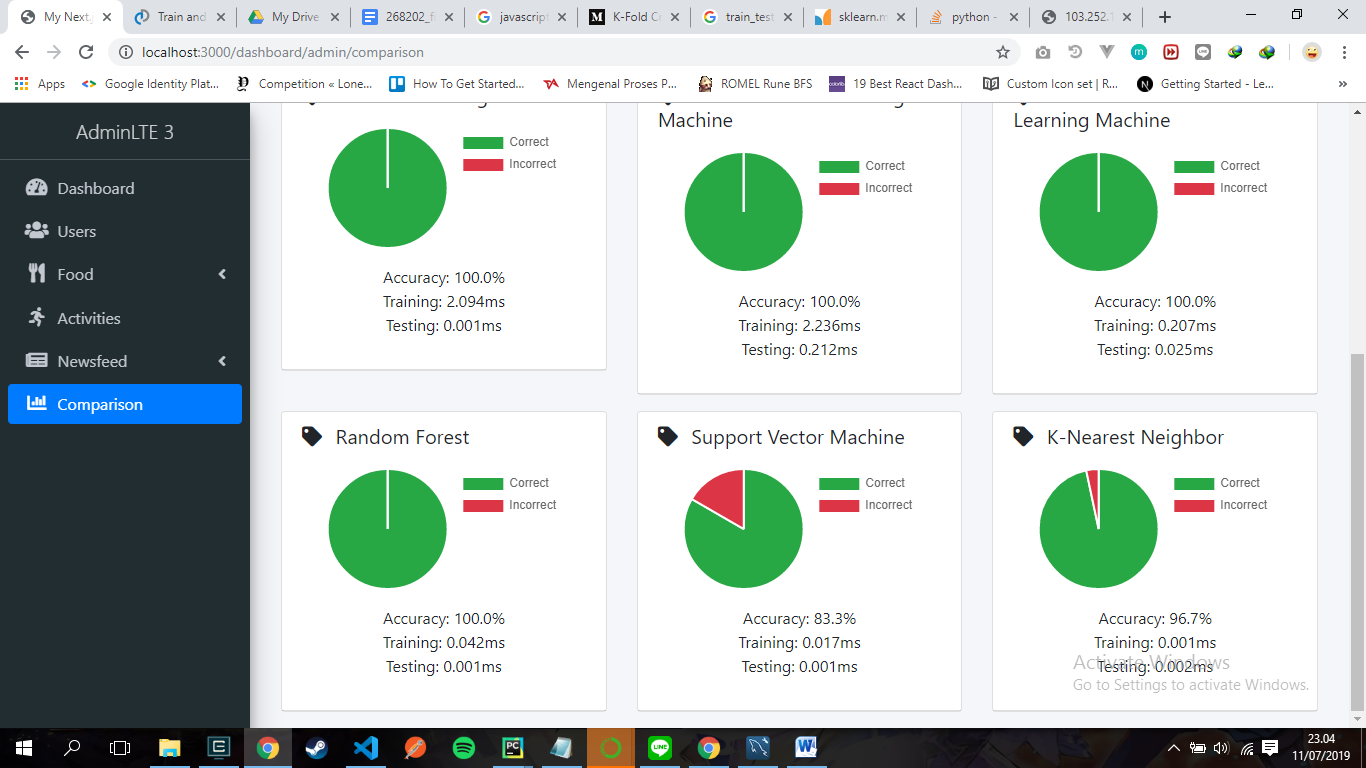 My Next.
Train and
My Drive
268202_fi
javascript
K-Fold Cr
train_test
sklearn.m
python -
103.252.1
localhost:3000/dashboard/admin/comparison
Apps
Google Identity Plat...
Competition « Lone...
How To Get Started...
Mengenal Proses P...
ROMEL Rune BFS
19 Best React Dash...
Custom Icon set | R...
Getting Started - Le...
»
AdminLTE 3
Dashboard
Users
Food
Activities
Newsfeed
Comparison
Correct
Incorrect
Accuracy: 100.0%
Training: 2.094ms
Testing: 0.001ms
Machine
Correct
Incorrect
Accuracy: 100.0%
Training: 2.236ms
Testing: 0.212ms
Learning Machine
Correct
Incorrect
Accuracy: 100.0%
Training: 0.207ms
Testing: 0.025ms
Random Forest
Correct
Incorrect
Accuracy: 100.0%
Training: 0.042ms
Testing: 0.001ms
Support Vector Machine
Correct
Incorrect
Accuracy: 83.3%
Training: 0.017ms
Testing: 0.001ms
K-Nearest Neighbor
Correct
Incorrect
Accuracy: 96.7%
Training: 0.001ms
Testing: 0.002ms
Activate Windows
Go to Settings to activate Windows.
23.04
11/07/2019